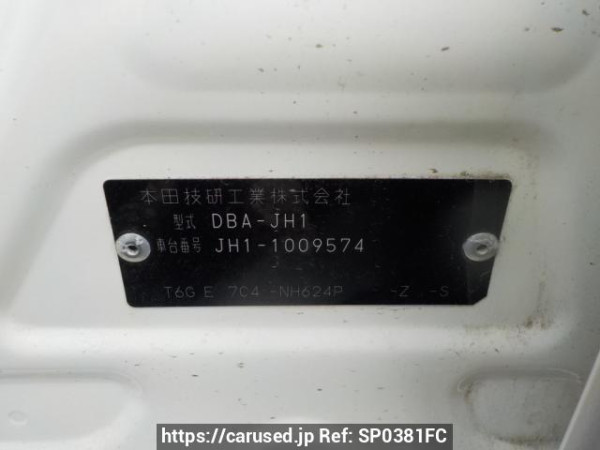 本田技研工業株式会社
型式 DBA-JH1
車台番号 JH1-1009574
T6G E 7C4 -NH624P -Z -S
https://carused.jp Ref: SP0381FC